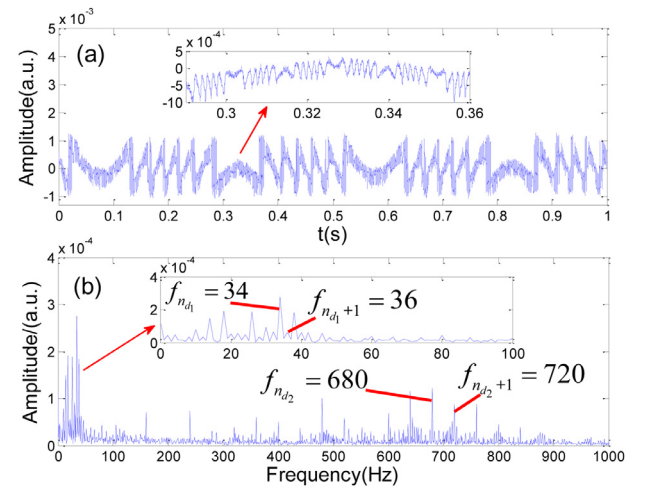 × 10⁻³
5
4
3
2
1
0
-1
Amplitude(a.u.)
(a)
× 10⁻⁴
5
0
-5
-10
0.3 0.32 0.34 0.36
0 0.1 0.2 0.3 0.4 0.5 0.6 0.7 0.8 0.9 1
t(s)
× 10⁻⁴
4
3
2
1
0
Amplitude/(a.u.)
(b)
× 10⁻⁴
4
2
0
f_{n_{d_1}} = 34
f_{n_{d_1}+1} = 36
0 20 40 60 80 100
f_{n_{d_2}} = 680
f_{n_{d_2}+1} = 720
0 100 200 300 400 500 600 700 800 900 1000
Frequency(Hz)